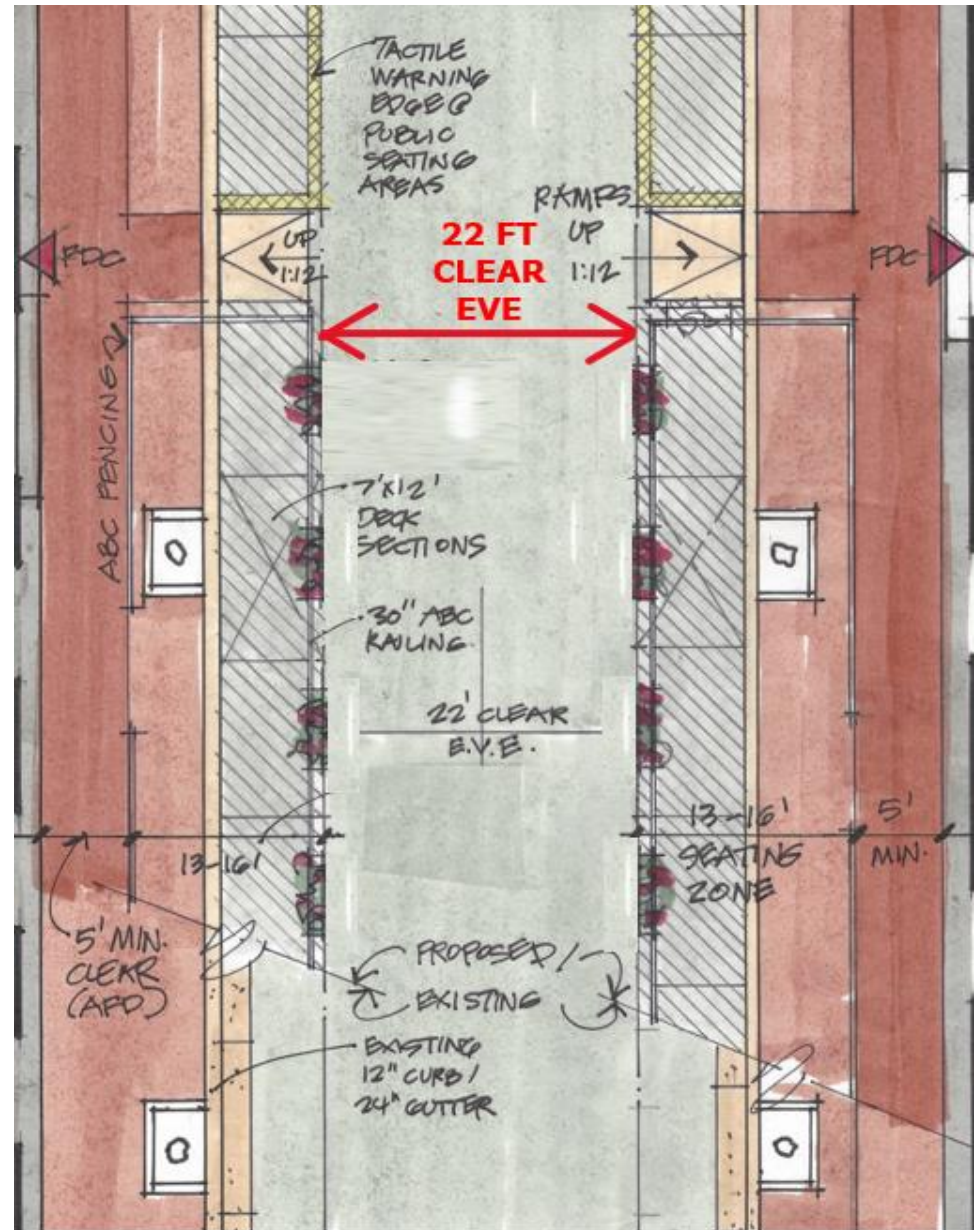 TACTILE
WARNING
EDGE @
PUBLIC
SEATING
AREAS
RAMPS
UP
1:12
UP
1:12
22 FT
CLEAR
EVE
FDC
FDC
ABC FENCING
7'X12'
DECK
SECTIONS
30" ABC
RAILING
22' CLEAR
E.V.E.
13-16'
13-16'
SEATING
ZONE
5'
MIN.
5' MIN.
CLEAR
(AFD)
PROPOSED /
EXISTING
EXISTING
12" CURB /
24" GUTTER